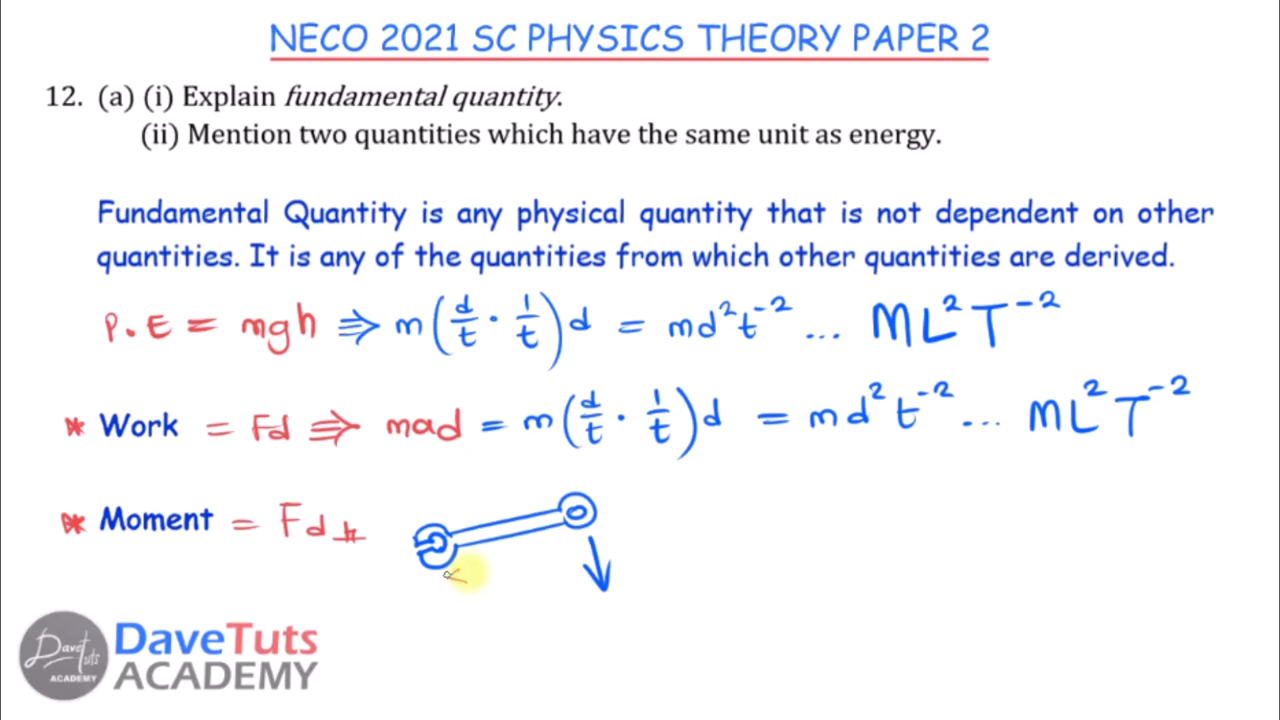 NECO 2021 SC PHYSICS THEORY PAPER 2
12. (a) (i) Explain fundamental quantity.
(ii) Mention two quantities which have the same unit as energy.
Fundamental Quantity is any physical quantity that is not dependent on other
quantities. It is any of the quantities from which other quantities are derived.
P.E = mgh ⇒ m(d/t · 1/t)d = md²t⁻² ... ML²T⁻²
* Work = Fd ⇒ mad = m(d/t · 1/t)d = md²t⁻² ... ML²T⁻²
* Moment = Fd⊥
Dave Tuts ACADEMY
DaveTuts
ACADEMY